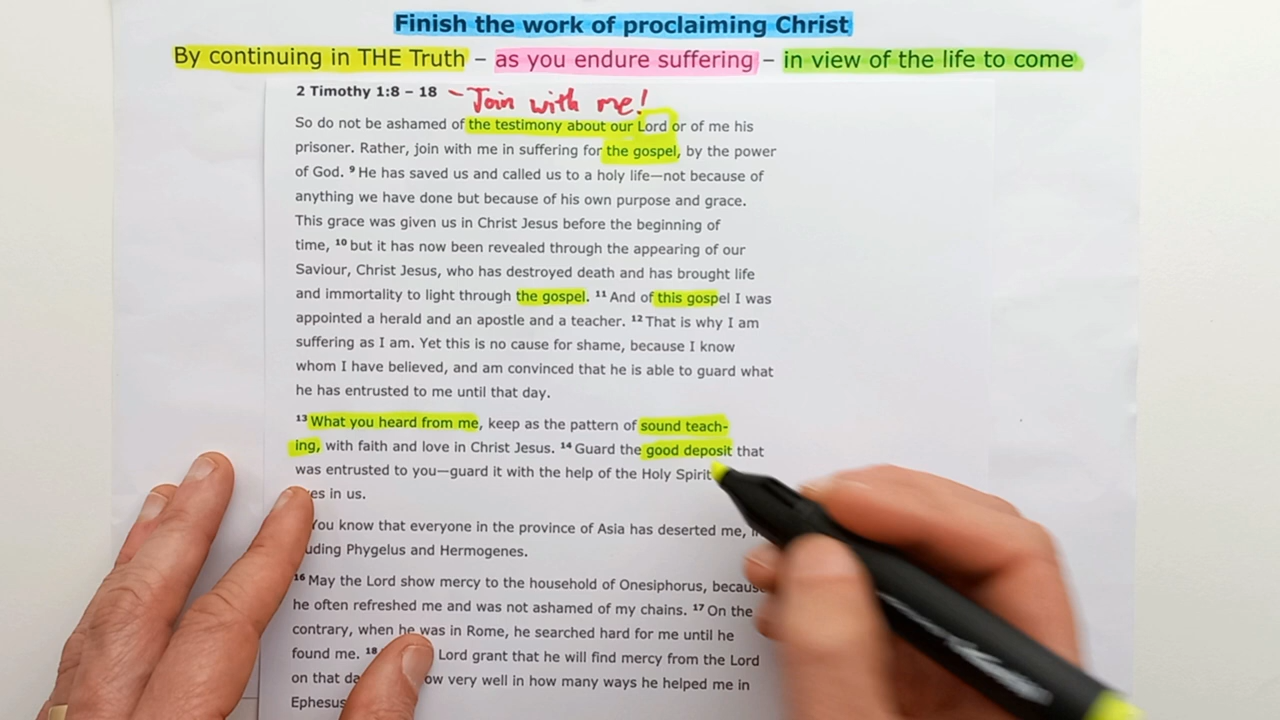 Finish the work of proclaiming Christ
By continuing in THE Truth – as you endure suffering – in view of the life to come
2 Timothy 1:8 – 18 – Join with me!
So do not be ashamed of the testimony about our Lord or of me his
prisoner. Rather, join with me in suffering for the gospel, by the power
of God. 9 He has saved us and called us to a holy life—not because of
anything we have done but because of his own purpose and grace.
This grace was given us in Christ Jesus before the beginning of
time, 10 but it has now been revealed through the appearing of our
Saviour, Christ Jesus, who has destroyed death and has brought life
and immortality to light through the gospel. 11 And of this gospel I was
appointed a herald and an apostle and a teacher. 12 That is why I am
suffering as I am. Yet this is no cause for shame, because I know
whom I have believed, and am convinced that he is able to guard what
he has entrusted to me until that day.
13 What you heard from me, keep as the pattern of sound teach-
ing, with faith and love in Christ Jesus. 14 Guard the good deposit that
was entrusted to you—guard it with the help of the Holy Spirit
in us.
You know that everyone in the province of Asia has deserted me,
Phygelus and Hermogenes.
16 May the Lord show mercy to the household of Onesiphorus,
he often refreshed me and was not ashamed of my chains. 17 On the
contrary, when he was in Rome, he searched hard for me until he
found me. 18 Lord grant that he will find mercy from the Lord
on that very well in how many ways he helped me in
Ephesus